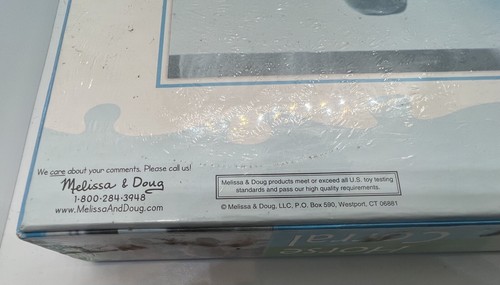 We care about your comments. Please call us!
Melissa & Doug
1·800·284·3948
www.MelissaAndDoug.com
Melissa & Doug products meet or exceed all U.S. toy testing
standards and pass our high quality requirements.
© Melissa & Doug, LLC. P.O. Box 590, Westport, CT 06881
Horse